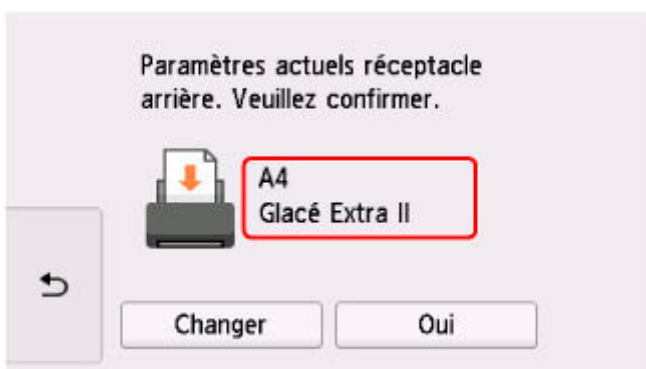 Paramètres actuels réceptacle
arrière. Veuillez confirmer.
A4
Glacé Extra II
Changer
Oui